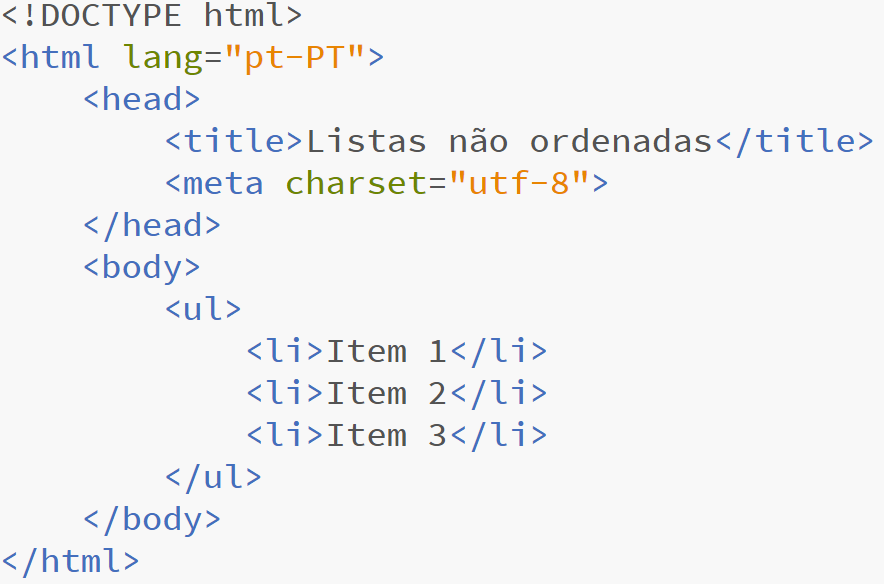 <!DOCTYPE html>
<html lang="pt-PT">
    <head>
        <title>Listas não ordenadas</title>
        <meta charset="utf-8">
    </head>
    <body>
        <ul>
            <li>Item 1</li>
            <li>Item 2</li>
            <li>Item 3</li>
        </ul>
    </body>
</html>